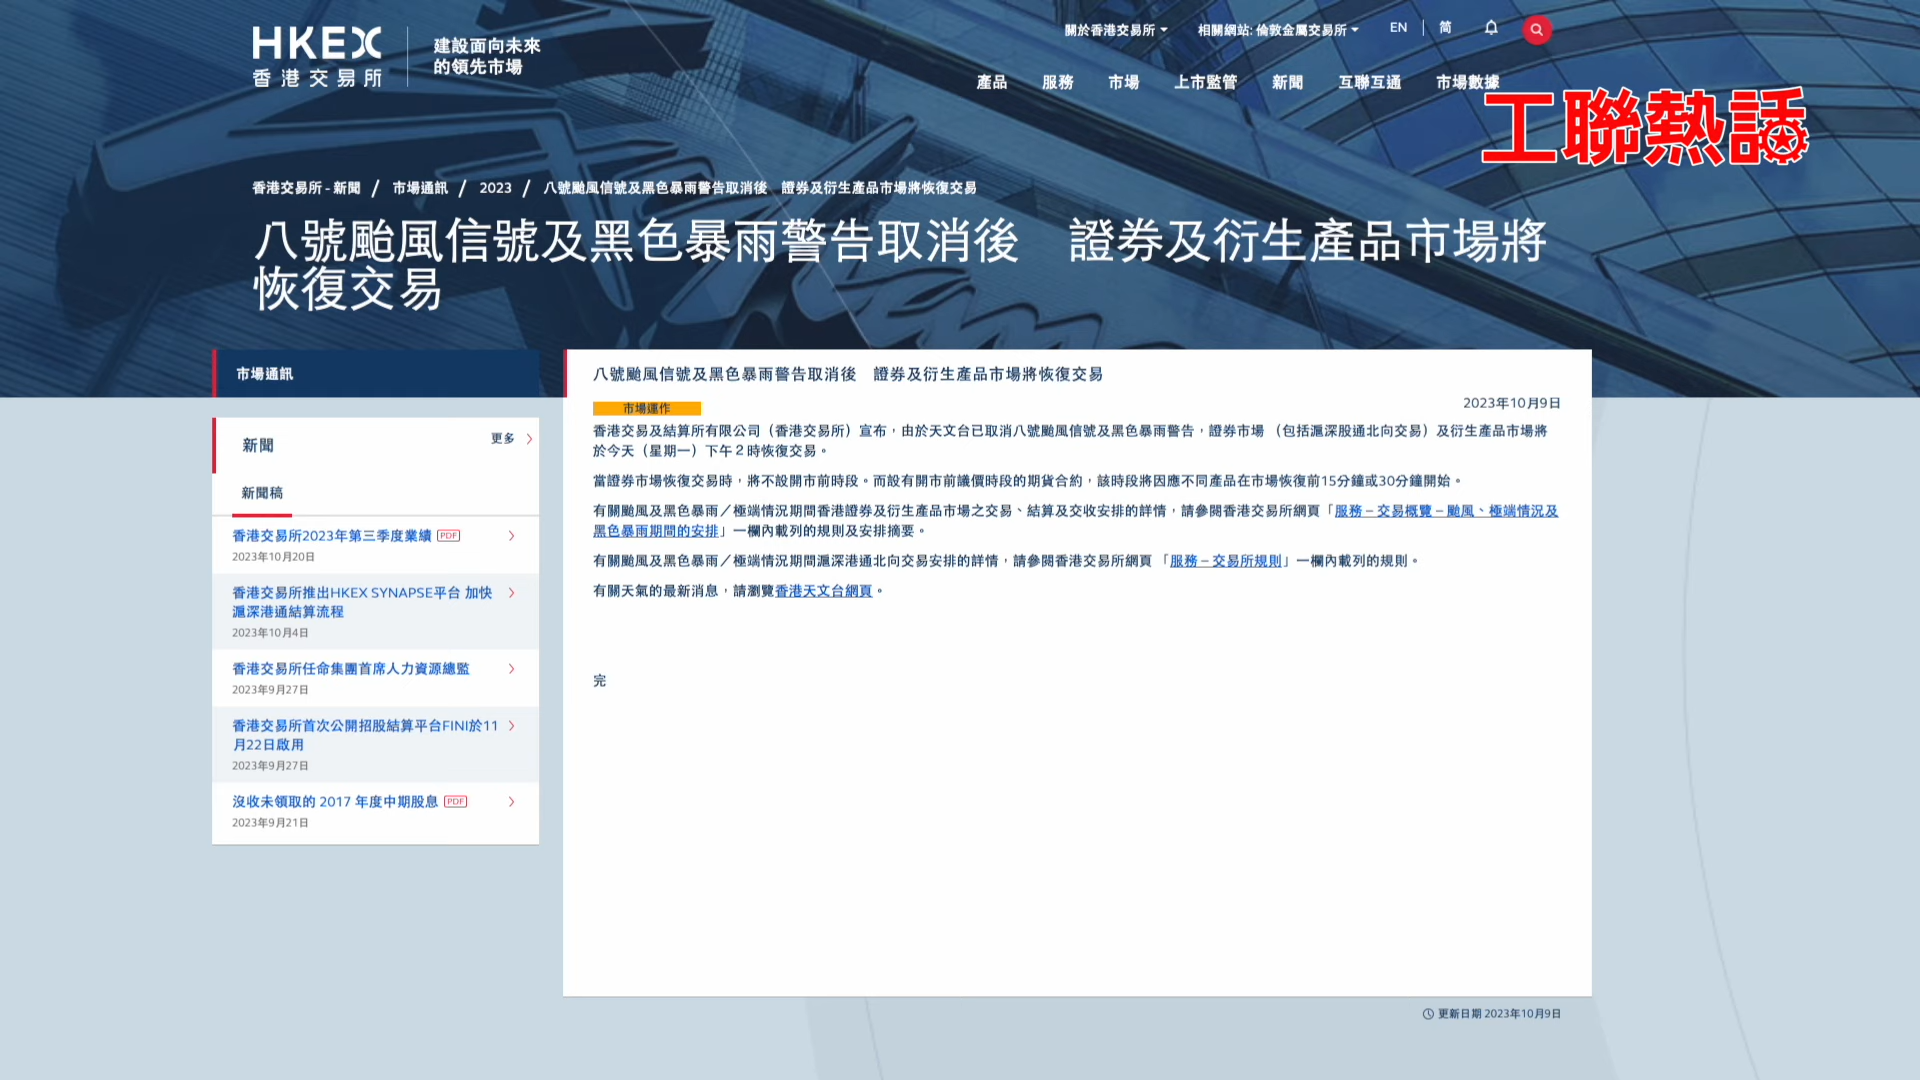 HKEX
香港交易所
建設面向未來
的領先市場
關於香港交易所
相關網站: 倫敦金屬交易所
EN
简
產品
服務
市場
上市監管
新聞
互聯互通
市場數據
工聯熱話
香港交易所 - 新聞 / 市場通訊 / 2023 / 八號颱風信號及黑色暴雨警告取消後 證券及衍生產品市場將恢復交易
八號颱風信號及黑色暴雨警告取消後 證券及衍生產品市場將
恢復交易
市場通訊
新聞
更多
新聞稿
香港交易所2023年第三季度業績 PDF
2023年10月20日
香港交易所推出HKEX SYNAPSE平台 加快
滬深港通結算流程
2023年10月4日
香港交易所任命集團首席人力資源總監
2023年9月27日
香港交易所首次公開招股結算平台FINI於11
月22日啟用
2023年9月27日
沒收未領取的 2017 年度中期股息 PDF
2023年9月21日
八號颱風信號及黑色暴雨警告取消後 證券及衍生產品市場將恢復交易
市場運作
2023年10月9日
香港交易及結算所有限公司（香港交易所）宣布，由於天文台已取消八號颱風信號及黑色暴雨警告，證券市場 （包括滬深股通北向交易）及衍生產品市場將
於今天（星期一）下午２時恢復交易。
當證券市場恢復交易時，將不設開市前時段。而設有開市前議價時段的期貨合約，該時段將因應不同產品在市場恢復前15分鐘或30分鐘開始。
有關颱風及黑色暴雨／極端情況期間香港證券及衍生產品市場之交易、結算及交收安排的詳情，請參閱香港交易所網頁「服務 – 交易概覽 – 颱風、極端情況及
黑色暴雨期間的安排」一欄內載列的規則及安排摘要。
有關颱風及黑色暴雨／極端情況期間滬深港通北向交易安排的詳情，請參閱香港交易所網頁 「服務 – 交易所規則」一欄內載列的規則。
有關天氣的最新消息，請瀏覽香港天文台網頁。
完
更新日期 2023年10月9日